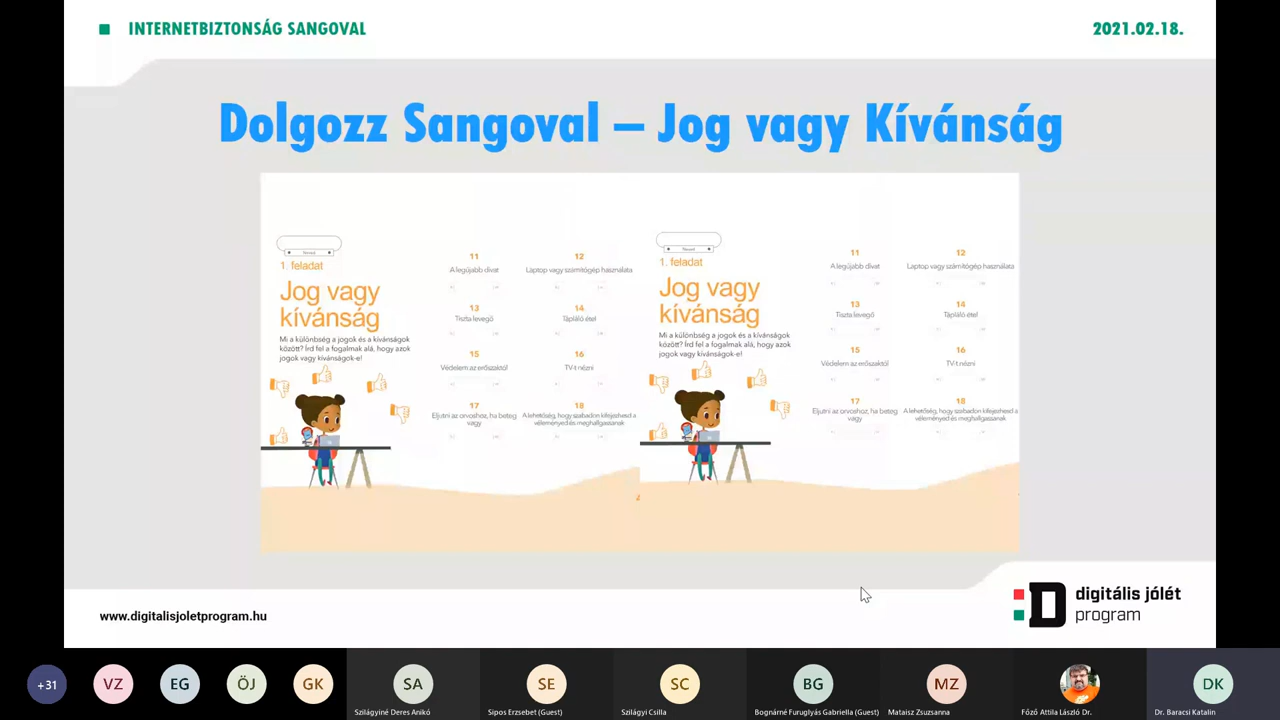 INTERNETBIZTONSÁG SANGOVAL
2021.02.18.
Dolgozz Sangoval – Jog vagy Kívánság
1. feladat
Jog vagy
kívánság
Mi a különbség a jogok és a kívánságok
között? Írd fel a fogalmak alá, hogy azok
jogok vagy kívánságok-e!
11
A legújabb divat
12
Laptop vagy számítógép használata
13
Tiszta levegő
14
Tápláló étel
15
Védelem az erőszaktól
16
TV-t nézni
17
Eljutni az orvoshoz, ha beteg
vagy
18
A lehetőség, hogy szabadon kifejezhesd a
véleményed és meghallgassanak
1. feladat
Jog vagy
kívánság
Mi a különbség a jogok és a kívánságok
között? Írd fel a fogalmak alá, hogy azok
jogok vagy kívánságok-e!
11
A legújabb divat
12
Laptop vagy számítógép használata
13
Tiszta levegő
14
Tápláló étel
15
Védelem az erőszaktól
16
TV-t nézni
17
Eljutni az orvoshoz, ha beteg
vagy
18
A lehetőség, hogy szabadon kifejezhesd a
véleményed és meghallgassanak
www.digitalisjoletprogram.hu
digitális jólét
program
+31
VZ
EG
ÖJ
GK
SA
SE
SC
BG
MZ
DK
Szilágyiné Deres Anikó
Sipos Erzsebet (Guest)
Szilágyi Csilla
Bognárné Furuglyás Gabriella (Guest)
Mataisz Zsuzsanna
Főző Attila László Dr.
Dr. Baracsi Katalin